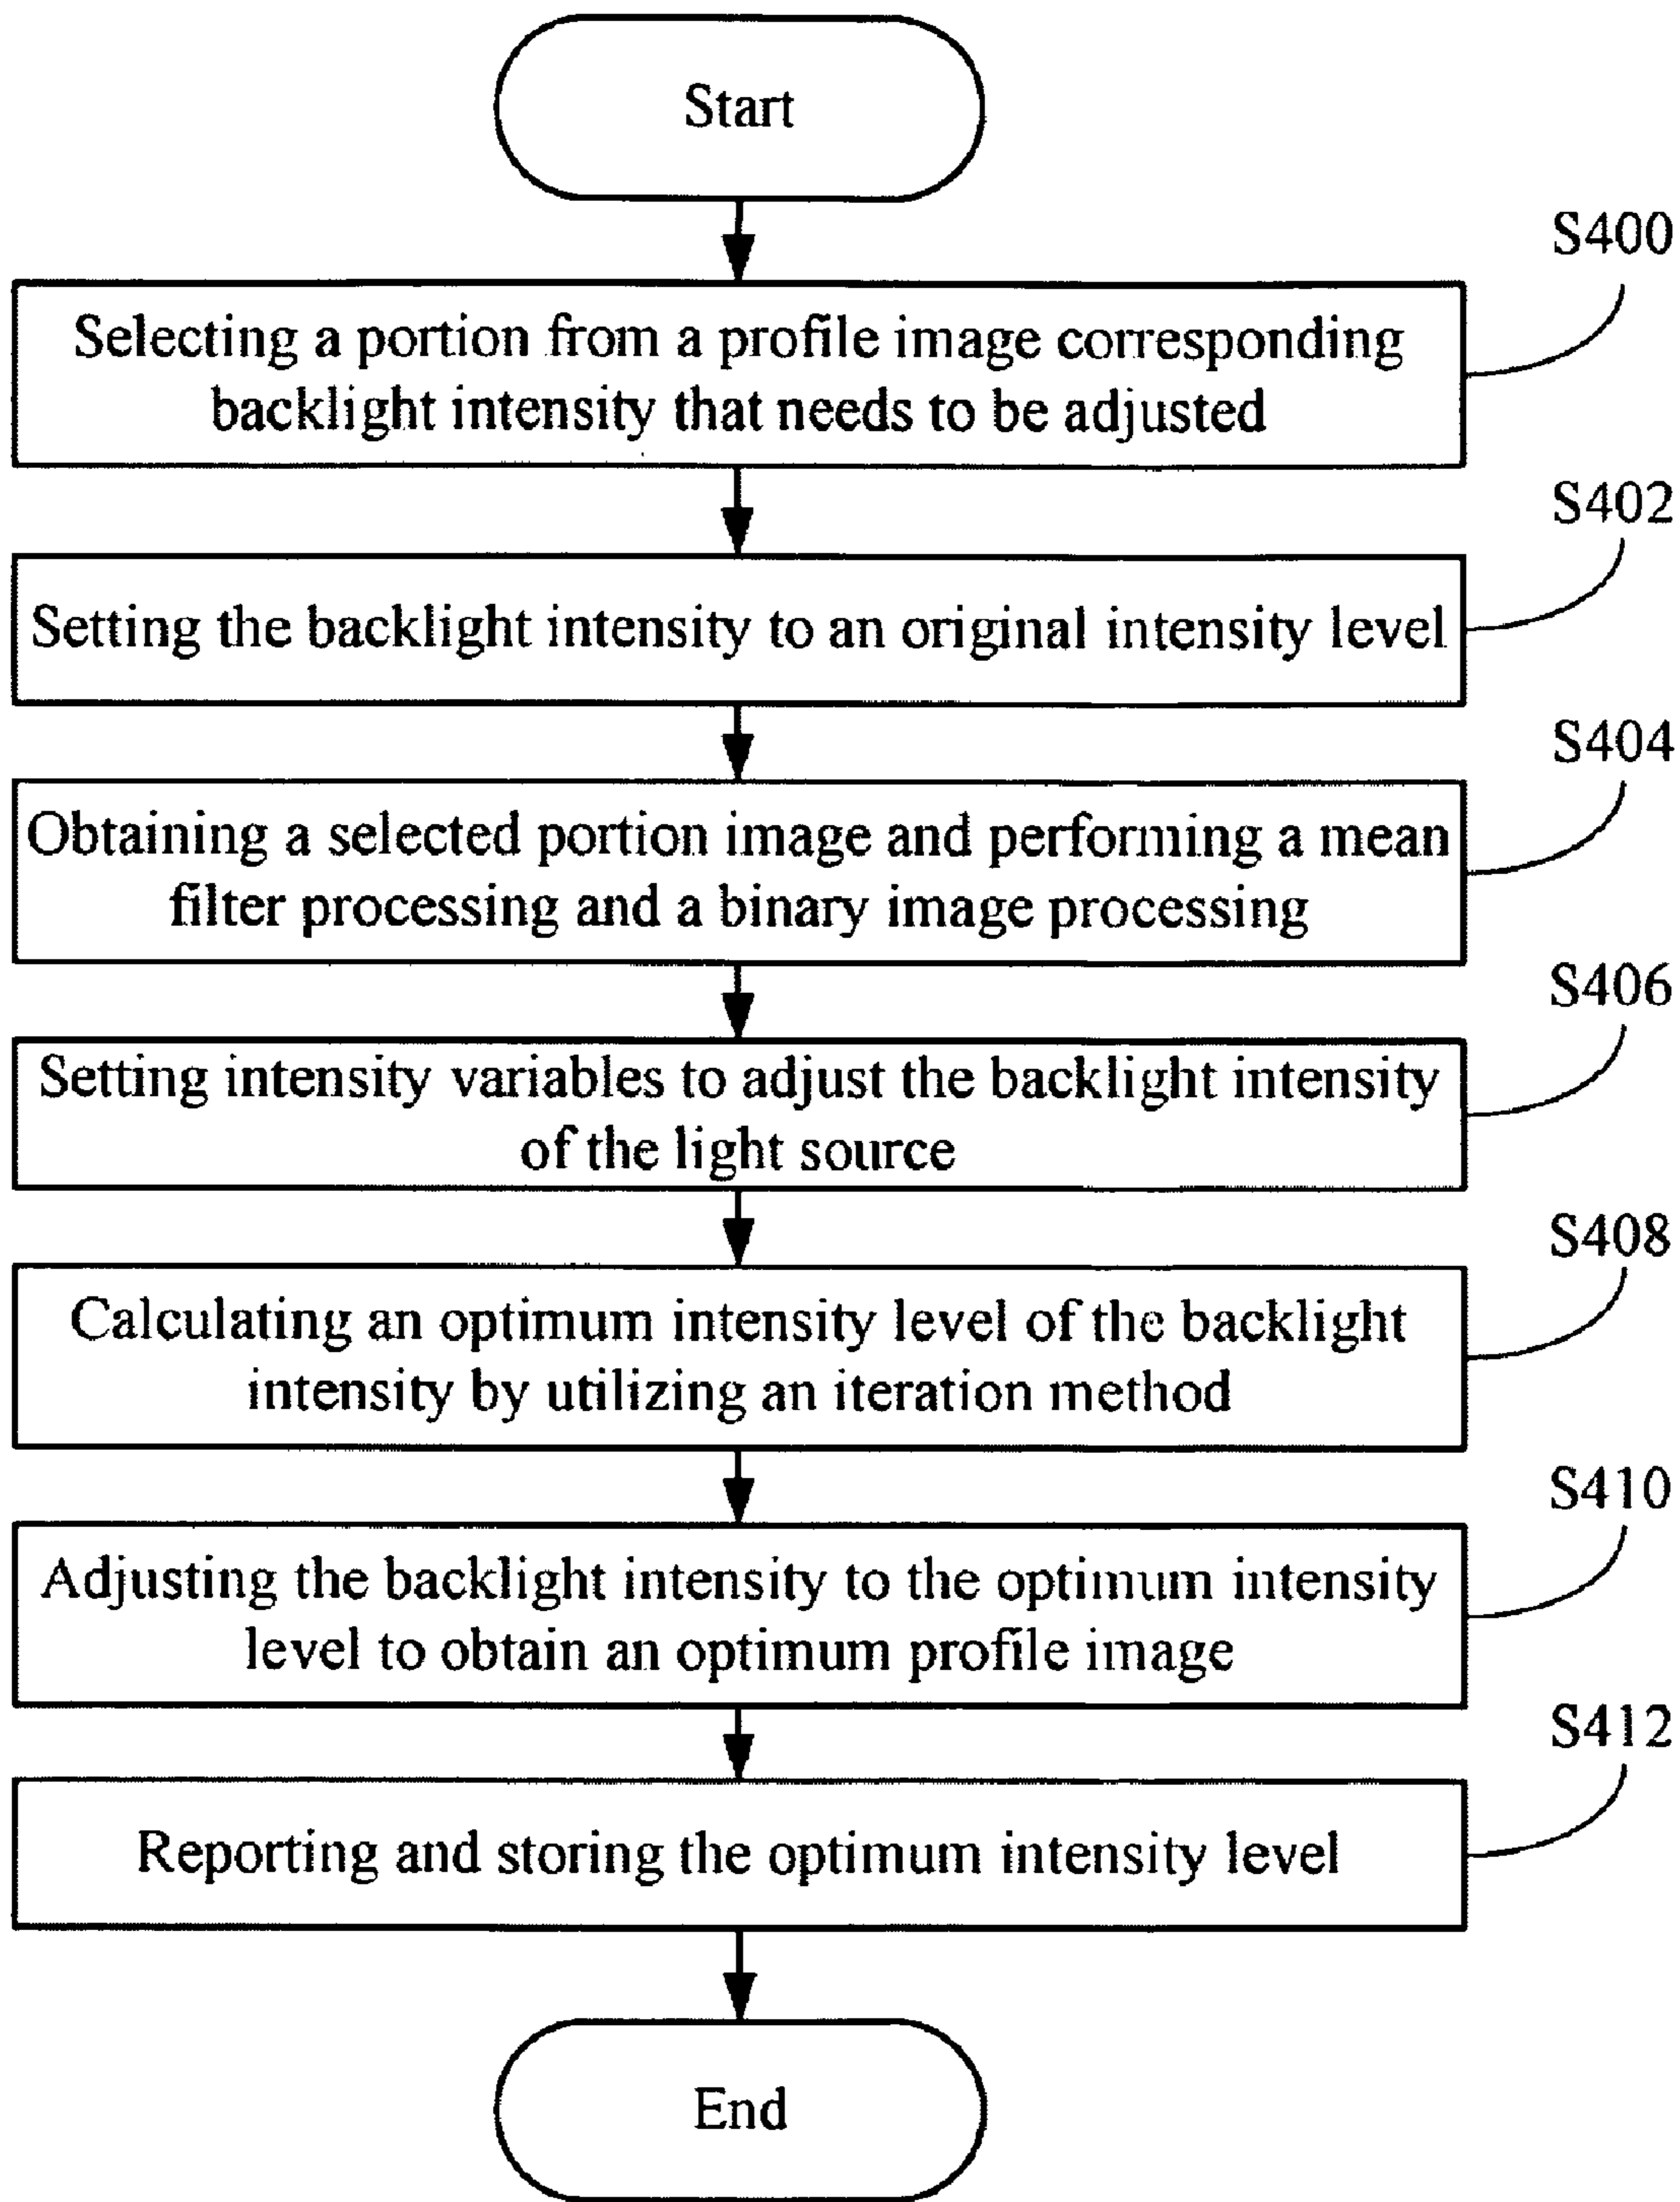 Start
S400
Selecting a portion from a profile image corresponding
backlight intensity that needs to be adjusted
S402
Setting the backlight intensity to an original intensity level
S404
Obtaining a selected portion image and performing a mean
filter processing and a binary image processing
S406
Setting intensity variables to adjust the backlight intensity
of the light source
S408
Calculating an optimum intensity level of the backlight
intensity by utilizing an iteration method
S410
Adjusting the backlight intensity to the optimum intensity
level to obtain an optimum profile image
S412
Reporting and storing the optimum intensity level
End